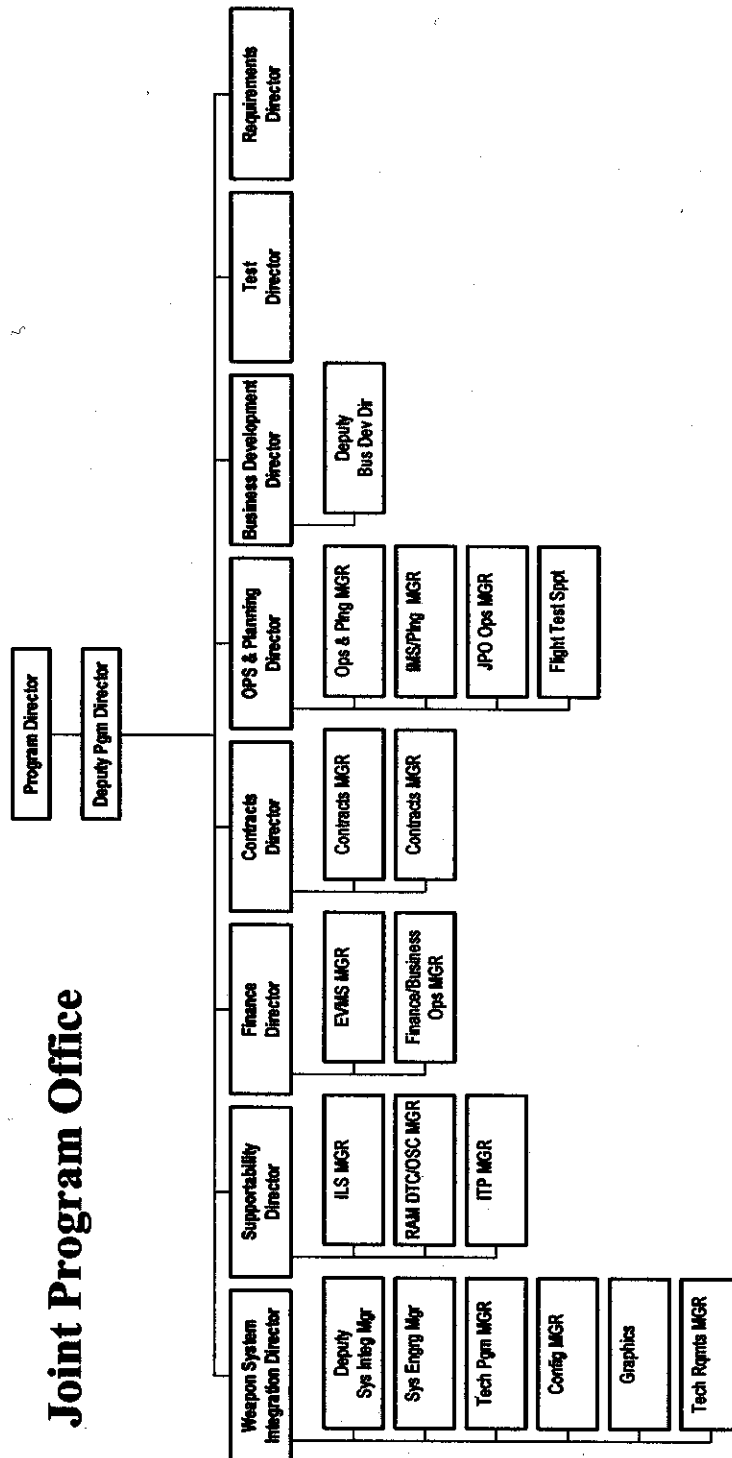 Joint Program Office
Program Director
Deputy Pgm Director
Weapon System
Integration Director
Deputy
Sys Integ Mgr
Sys Engrg Mgr
Tech Pgm MGR
Config MGR
Graphics
Tech Rqmts MGR
Supportability
Director
ILS MGR
RAM DTC/OSC MGR
ITP MGR
Finance
Director
EVMS MGR
Finance/Business
Ops MGR
Contracts
Director
Contracts MGR
Contracts MGR
OPS & Planning
Director
Ops & Plng MGR
IMS/Plng MGR
JPO Ops MGR
Flight Test Sppt
Business Development
Director
Deputy
Bus Dev Dir
Test
Director
Requirements
Director